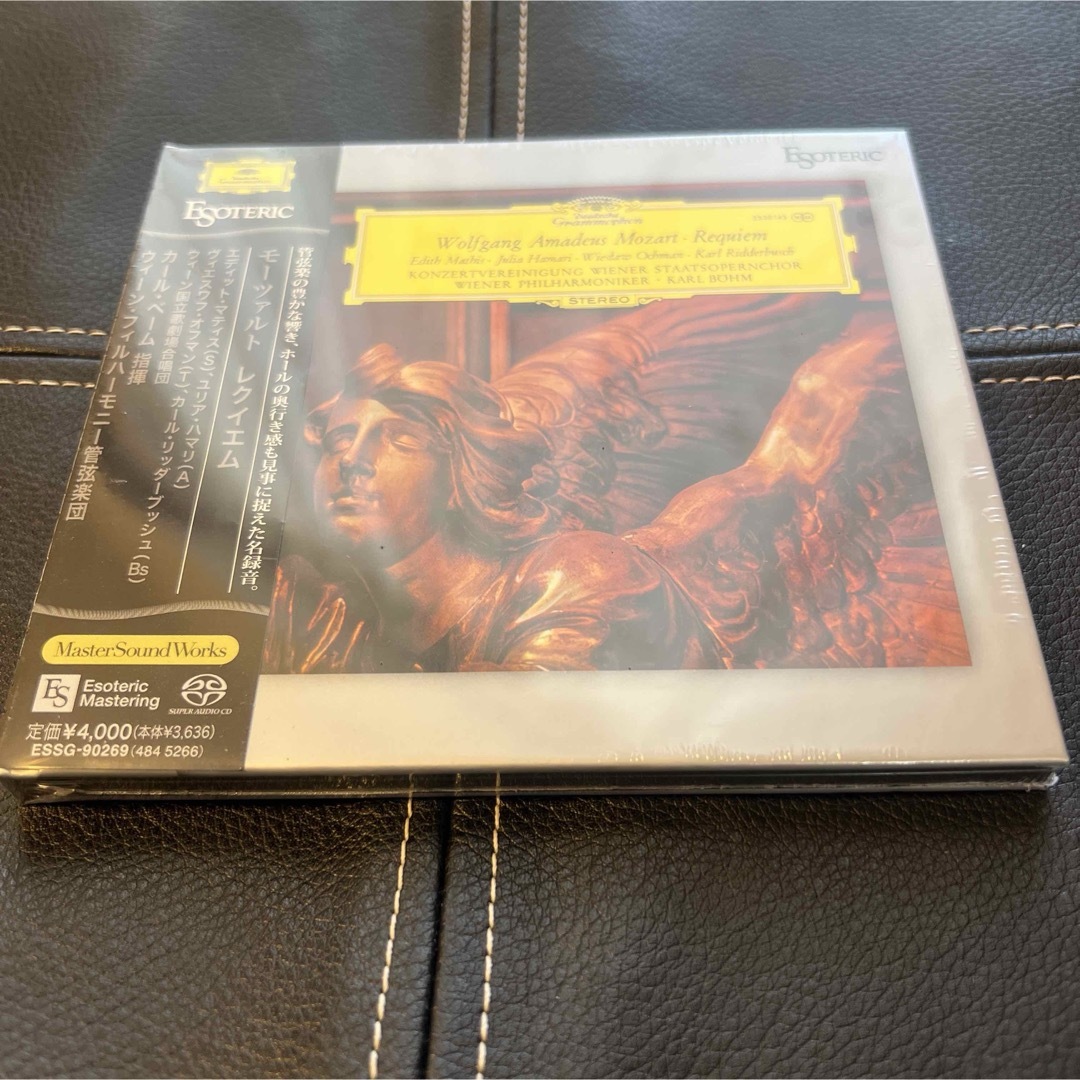 Deutsche
Grammophon
ESOTERIC
管弦楽の豊かな響き、ホールの奥行き感も見事に捉えた名録音。
モーツァルト レクイエム
エディット・マティス(S)、ユリア・ハマリ(A)
ヴィエスワフ・オフマン(T)、カール・リッダーブッシュ(Bs)
ウィーン国立歌劇場合唱団
カール・ベーム 指揮
ウィーン・フィルハーモニー管弦楽団
MasterSoundWorks
ES
Esoteric
Mastering
SUPER AUDIO CD
定価¥4,000(本体¥3,636)
ESSG-90269(484 5266)
ESOTERIC
Deutsche
Grammophon
Wolfgang Amadeus Mozart · Requiem
Edith Mathis · Julia Hamari · Wieslaw Ochman · Karl Ridderbusch
KONZERTVEREINIGUNG WIENER STAATSOPERNCHOR
WIENER PHILHARMONIKER · KARL BÖHM
STEREO